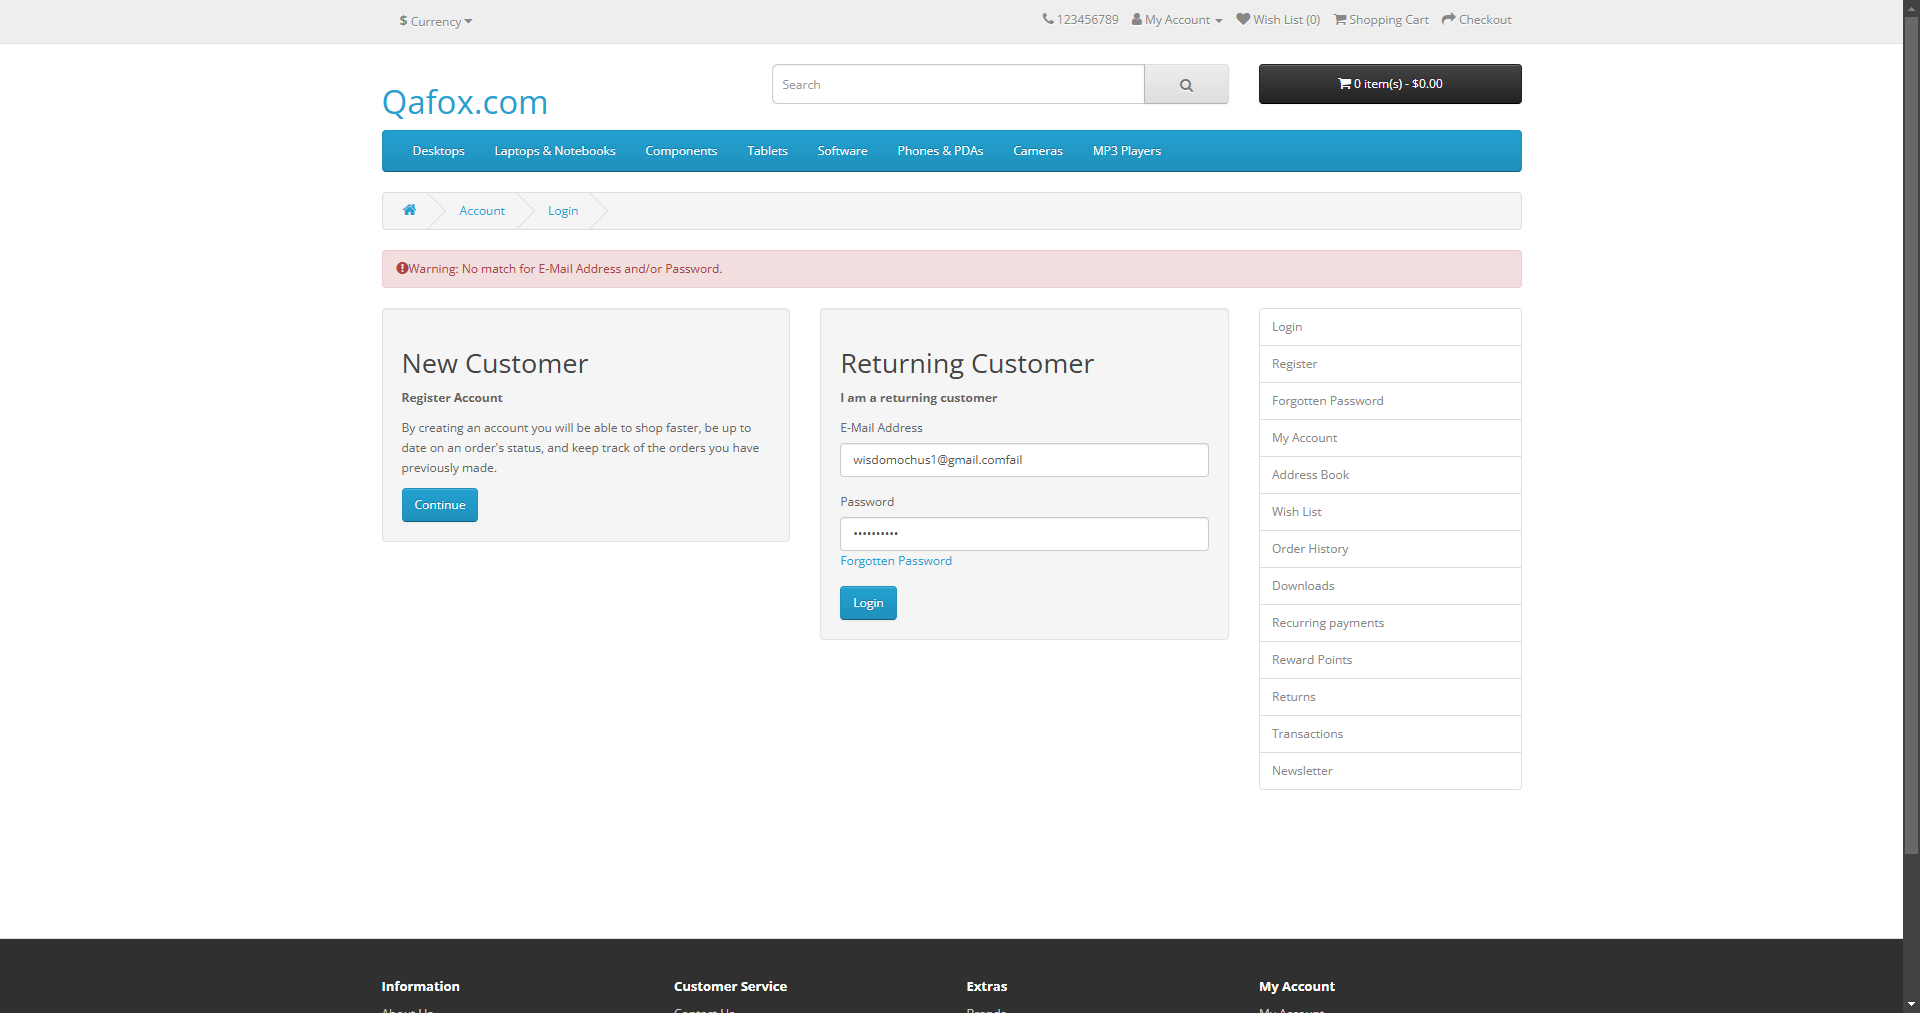 $ Currency
123456789 My Account Wish List (0) Shopping Cart Checkout
Qafox.com
Search
0 item(s) - $0.00
Desktops Laptops & Notebooks Components Tablets Software Phones & PDAs Cameras MP3 Players
Account Login
Warning: No match for E-Mail Address and/or Password.
New Customer
Register Account
By creating an account you will be able to shop faster, be up to
date on an order's status, and keep track of the orders you have
previously made.
Continue
Returning Customer
I am a returning customer
E-Mail Address
wisdomochus1@gmail.comfail
Password
••••••••••
Forgotten Password
Login
Login
Register
Forgotten Password
My Account
Address Book
Wish List
Order History
Downloads
Recurring payments
Reward Points
Returns
Transactions
Newsletter
Information Customer Service Extras My Account